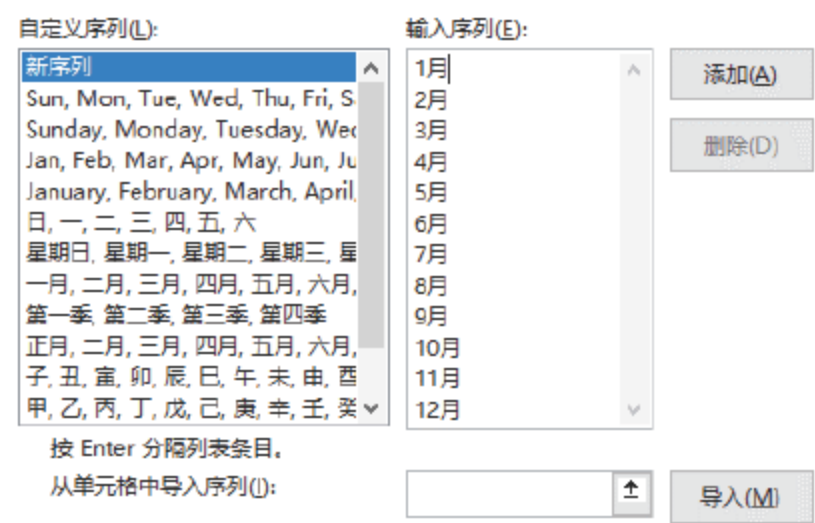 自定义序列(L):
新序列
Sun, Mon, Tue, Wed, Thu, Fri, S
Sunday, Monday, Tuesday, Wed
Jan, Feb, Mar, Apr, May, Jun, Ju
January, February, March, April,
日, 一, 二, 三, 四, 五, 六
星期日, 星期一, 星期二, 星期三, 星
一月, 二月, 三月, 四月, 五月, 六月,
第一季, 第二季, 第三季, 第四季
正月, 二月, 三月, 四月, 五月, 六月,
子, 丑, 寅, 卯, 辰, 巳, 午, 未, 申, 酉
甲, 乙, 丙, 丁, 戊, 己, 庚, 辛, 壬, 癸
输入序列(E):
1月
2月
3月
4月
5月
6月
7月
8月
9月
10月
11月
12月
添加(A)
删除(D)
按 Enter 分隔列表条目。
从单元格中导入序列(I):
导入(M)